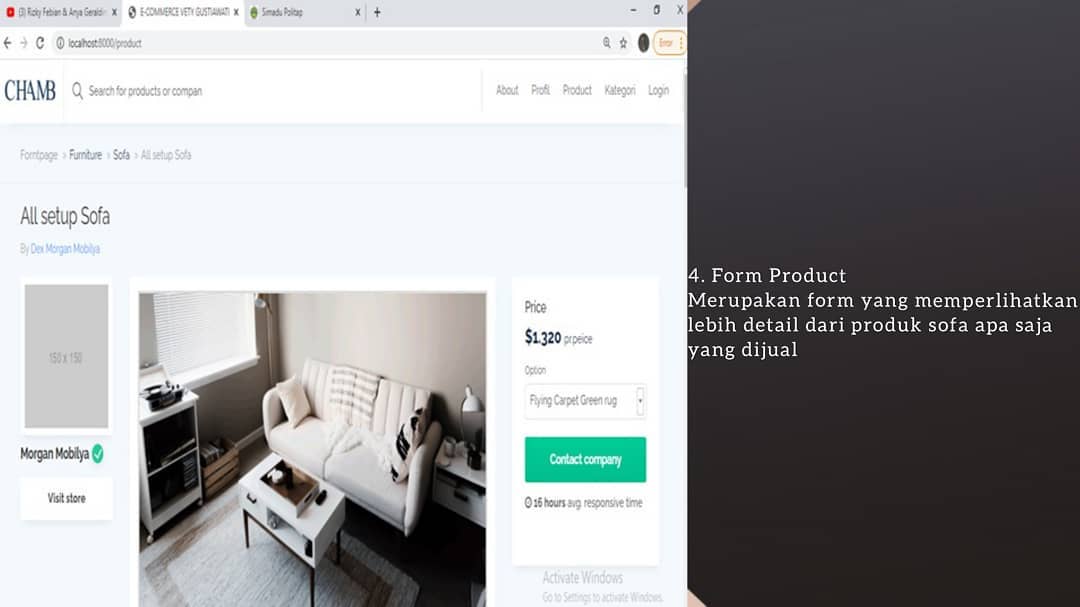 (3) Rizky Febian & Anya Geraldin
E-COMMERCE VETY GUSTIAWATI
Simadu Politap
localhost:8000/product
Error
CHAMB
Search for products or compan
About Profil Product Kategori Login
Forntpage > Furniture > Sofa > All setup Sofa
All setup Sofa
By Dex Morgan Mobilya
150 x 150
Morgan Mobilya
Visit store
Price
$1.320 prpeice
Option
Flying Carpet Green rug
Contact company
16 hours avg. responsive time
Activate Windows
Go to Settings to activate Windows.
4. Form Product
Merupakan form yang memperlihatkan
lebih detail dari produk sofa apa saja
yang dijual